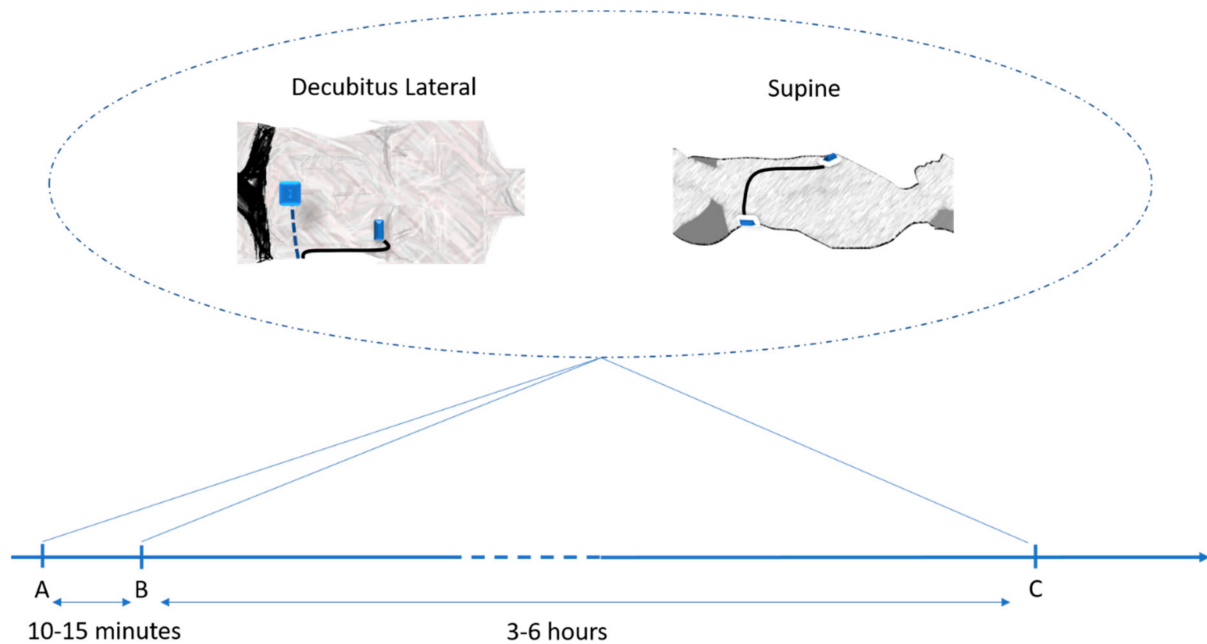 Decubitus Lateral
Supine
A
B
C
10-15 minutes
3-6 hours